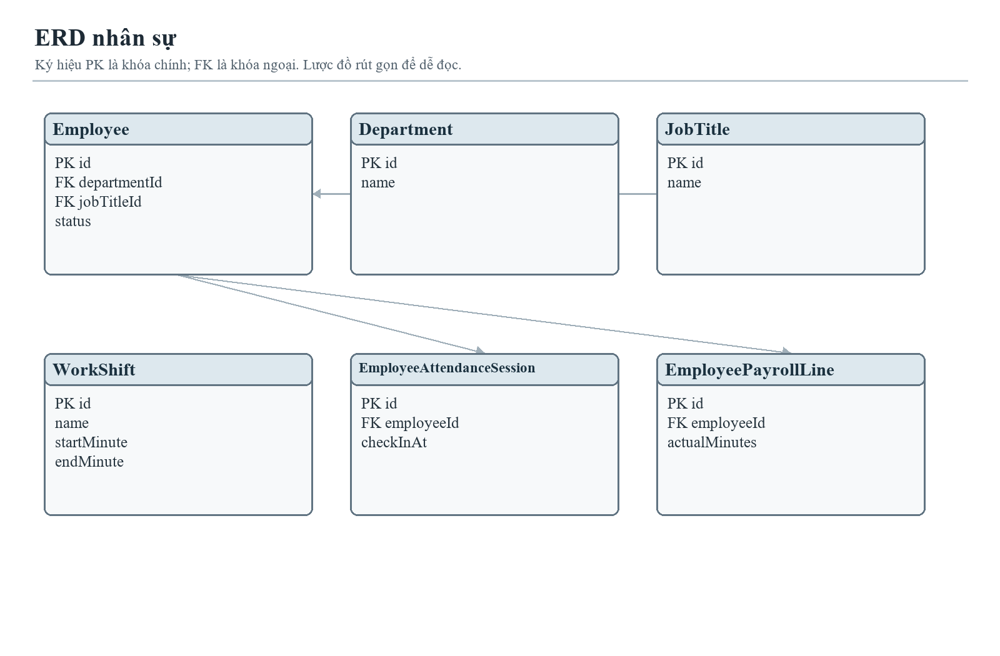 ERD nhân sự
Ký hiệu PK là khóa chính; FK là khóa ngoại. Lược đồ rút gọn để dễ đọc.
Employee
PK id
FK departmentId
FK jobTitleId
status
Department
PK id
name
JobTitle
PK id
name
WorkShift
PK id
name
startMinute
endMinute
EmployeeAttendanceSession
PK id
FK employeeId
checkInAt
EmployeePayrollLine
PK id
FK employeeId
actualMinutes